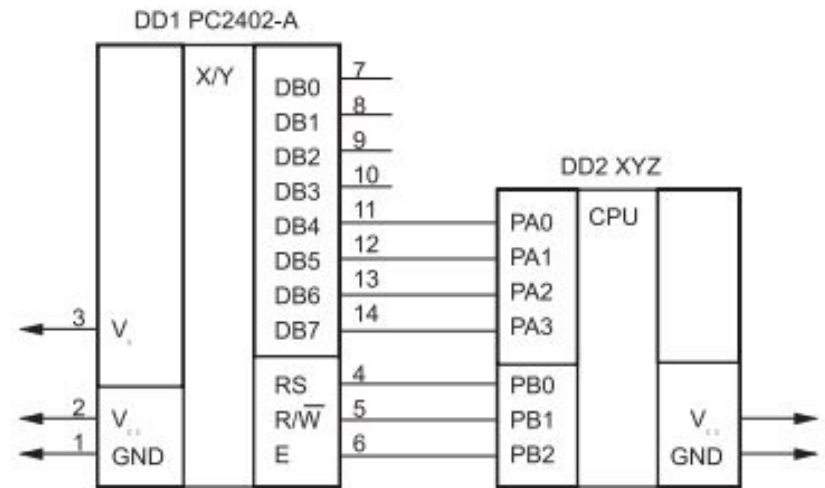 DD1 PC2402-A
X/Y
DB0 7
DB1 8
DB2 9
DB3 10
DB4 11
DB5 12
DB6 13
DB7 14
RS 4
R/W̅ 5
E 6
3 V
2 V
1 GND
DD2 XYZ
CPU
PA0
PA1
PA2
PA3
PB0
PB1
PB2
V
GND